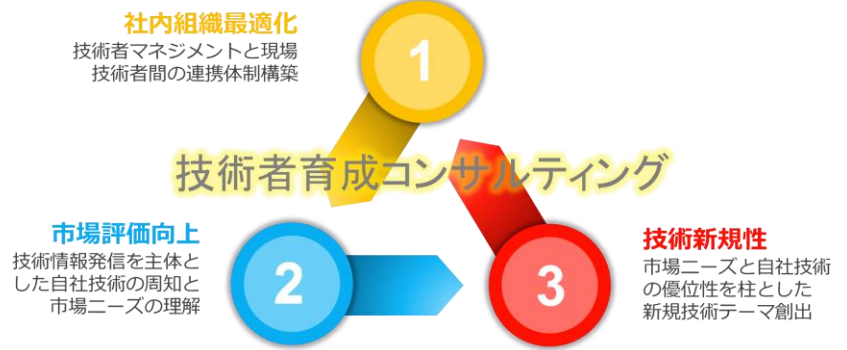 社内組織最適化
技術者マネジメントと現場
技術者間の連携体制構築
1
技術者育成コンサルティング
市場評価向上
技術情報発信を主体と
した自社技術の周知と
市場ニーズの理解
2
3
技術新規性
市場ニーズと自社技術
の優位性を柱とした
新規技術テーマ創出